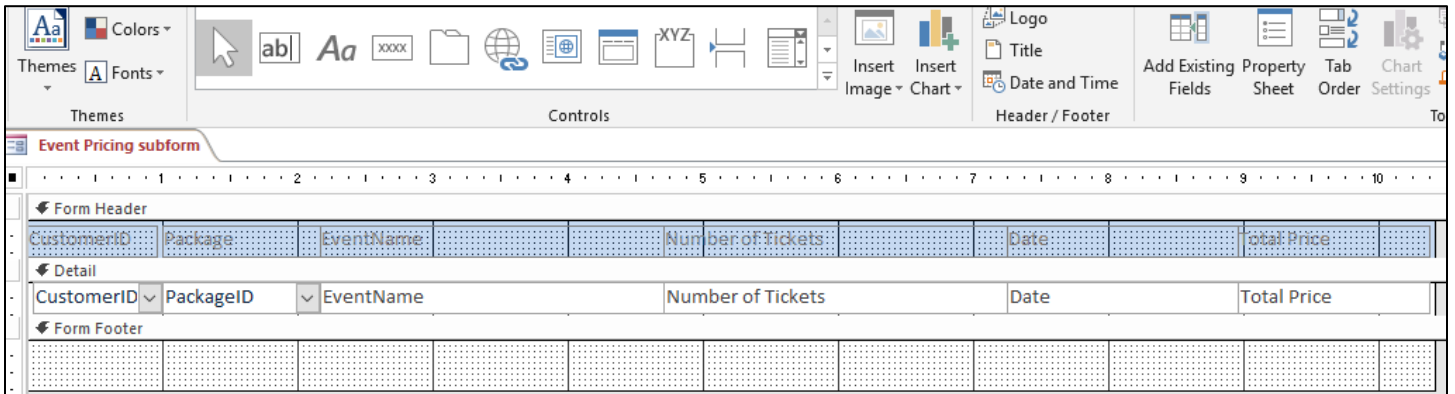 Aa Colors
ab Aa xxxx XYZ
Logo
Title
Themes A Fonts
Insert Image Insert Chart
Date and Time
Add Existing Fields Property Sheet Tab Order Chart Settings
Themes Controls Header / Footer To
Event Pricing subform
1 2 3 4 5 6 7 8 9 10
Form Header
CustomerID Package EventName Number of Tickets Date Total Price
Detail
CustomerID PackageID EventName Number of Tickets Date Total Price
Form Footer